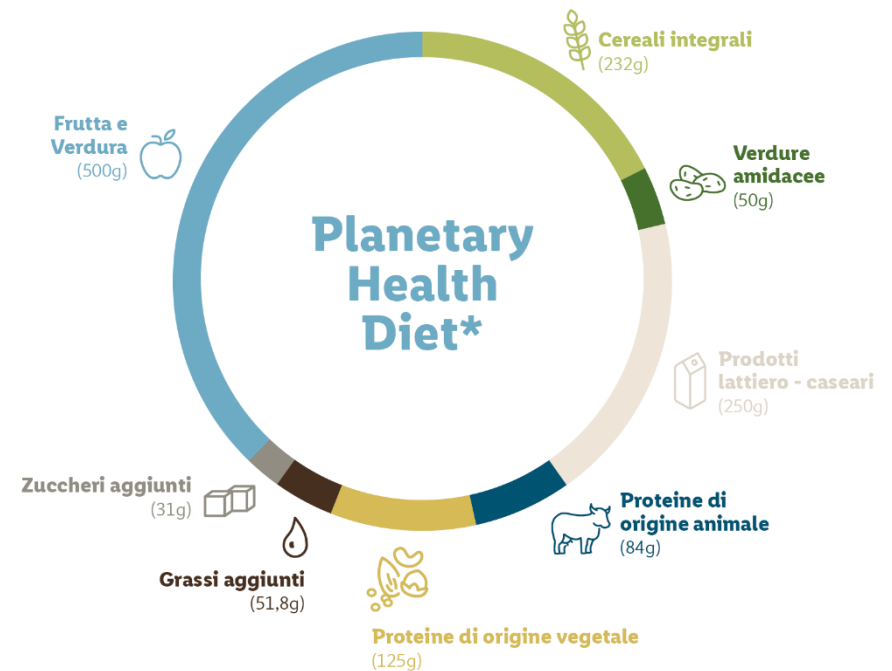 Planetary
Health
Diet*
Cereali integrali
(232g)
Verdure
amidacee
(50g)
Prodotti
lattiero - caseari
(250g)
Proteine di
origine animale
(84g)
Proteine di origine vegetale
(125g)
Grassi aggiunti
(51,8g)
Zuccheri aggiunti
(31g)
Frutta e
Verdura
(500g)